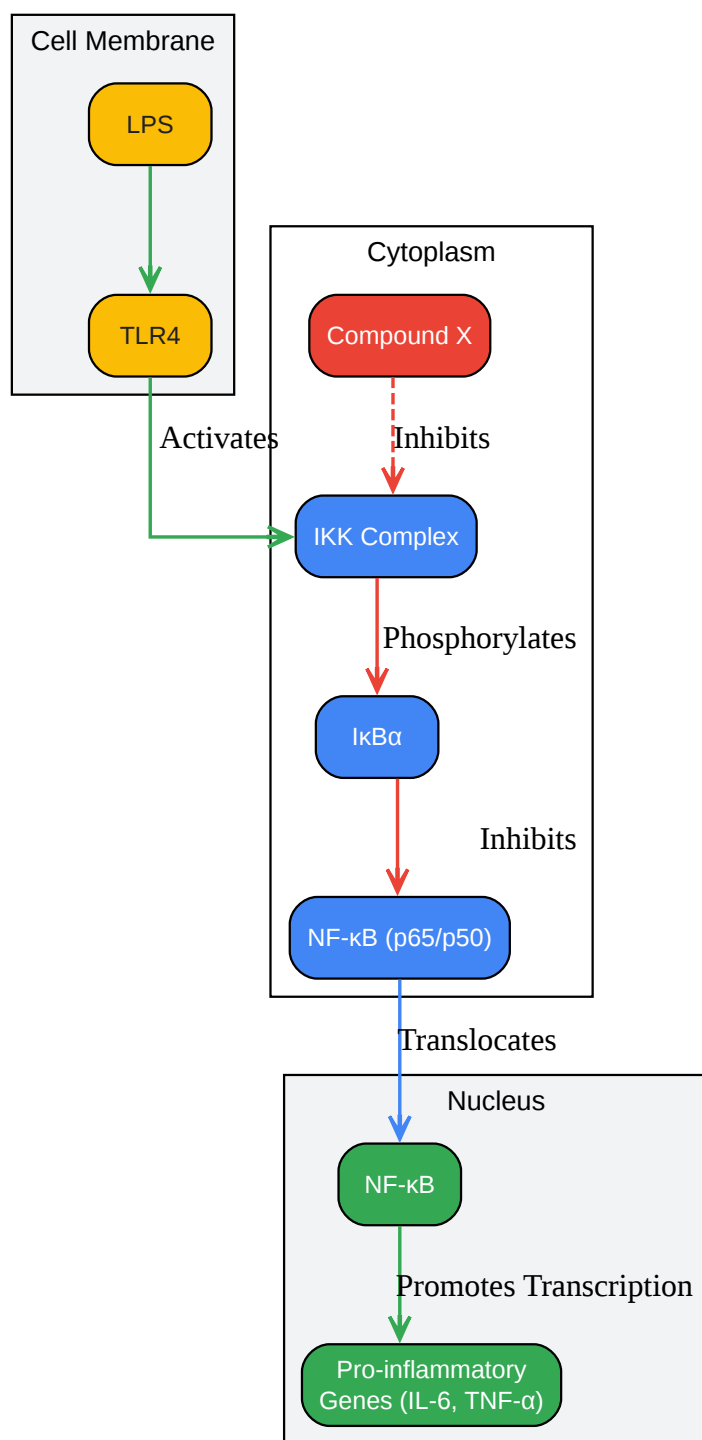 Cell Membrane
LPS
TLR4
Activates
Cytoplasm
Compound X
Inhibits
IKK Complex
Phosphorylates
IκBα
Inhibits
NF-κB (p65/p50)
Translocates
Nucleus
NF-κB
Promotes Transcription
Pro-inflammatory
Genes (IL-6, TNF-α)